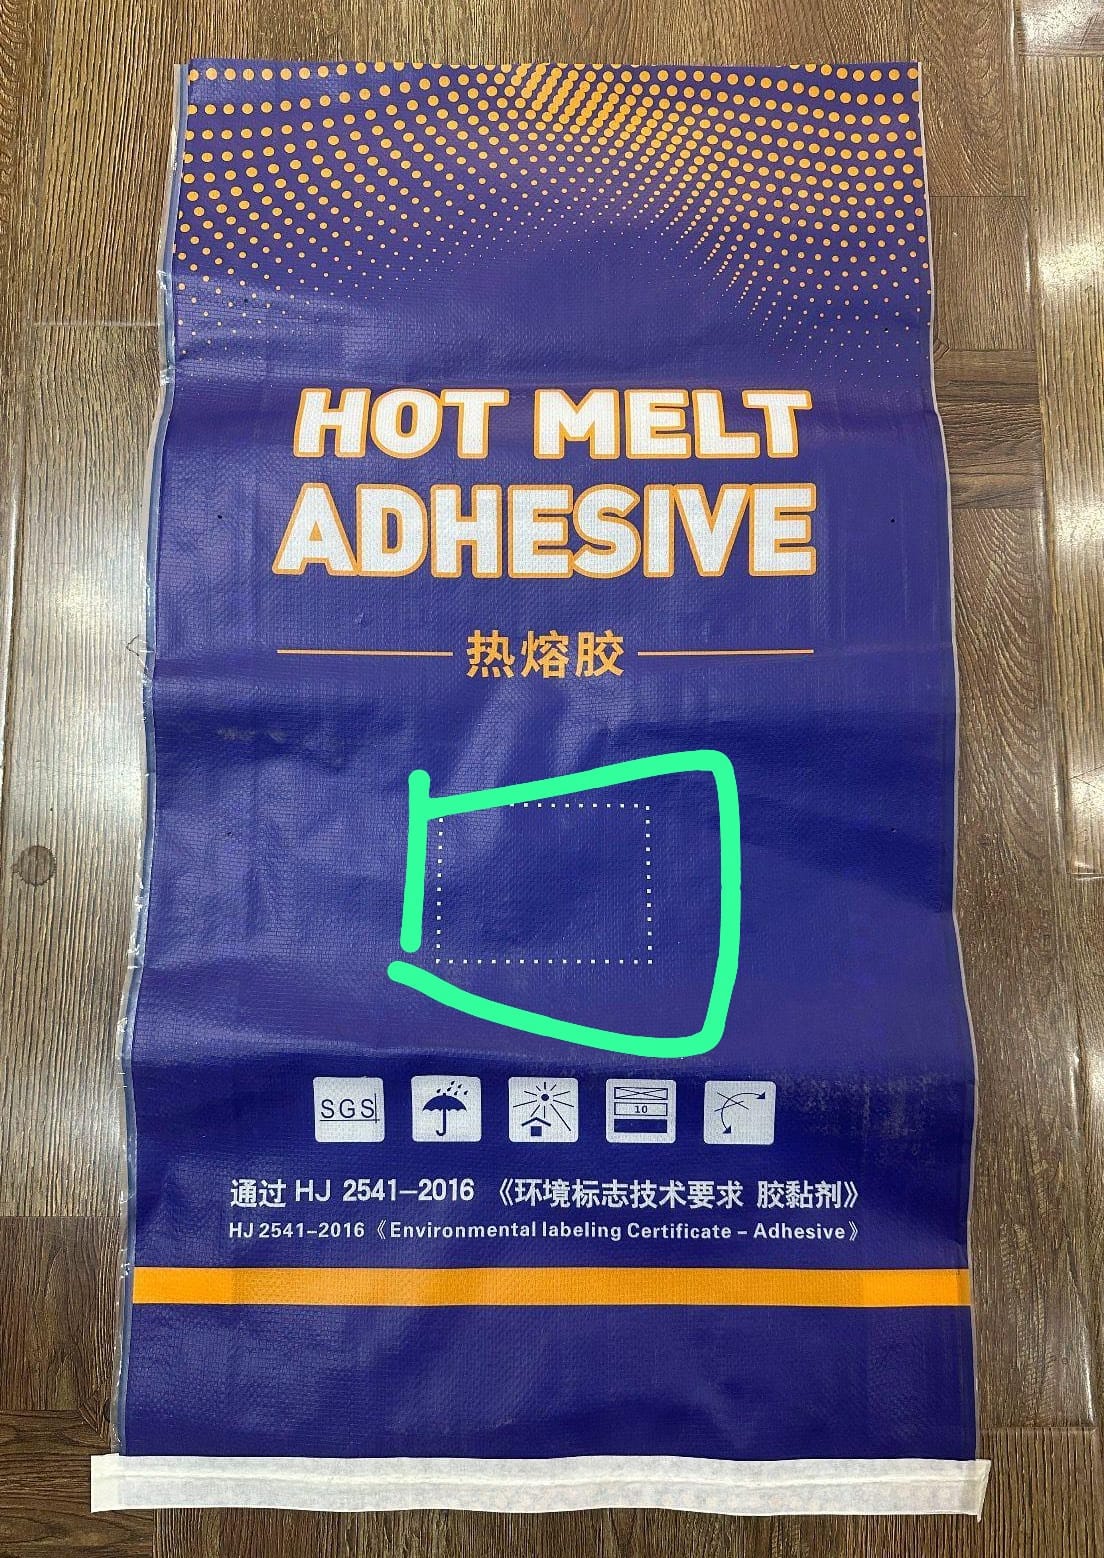 HOT MELT
ADHESIVE
热熔胶
SGS
10
通过 HJ 2541-2016 《环境标志技术要求 胶黏剂》
HJ 2541-2016《Environmental labeling Certificate - Adhesive》